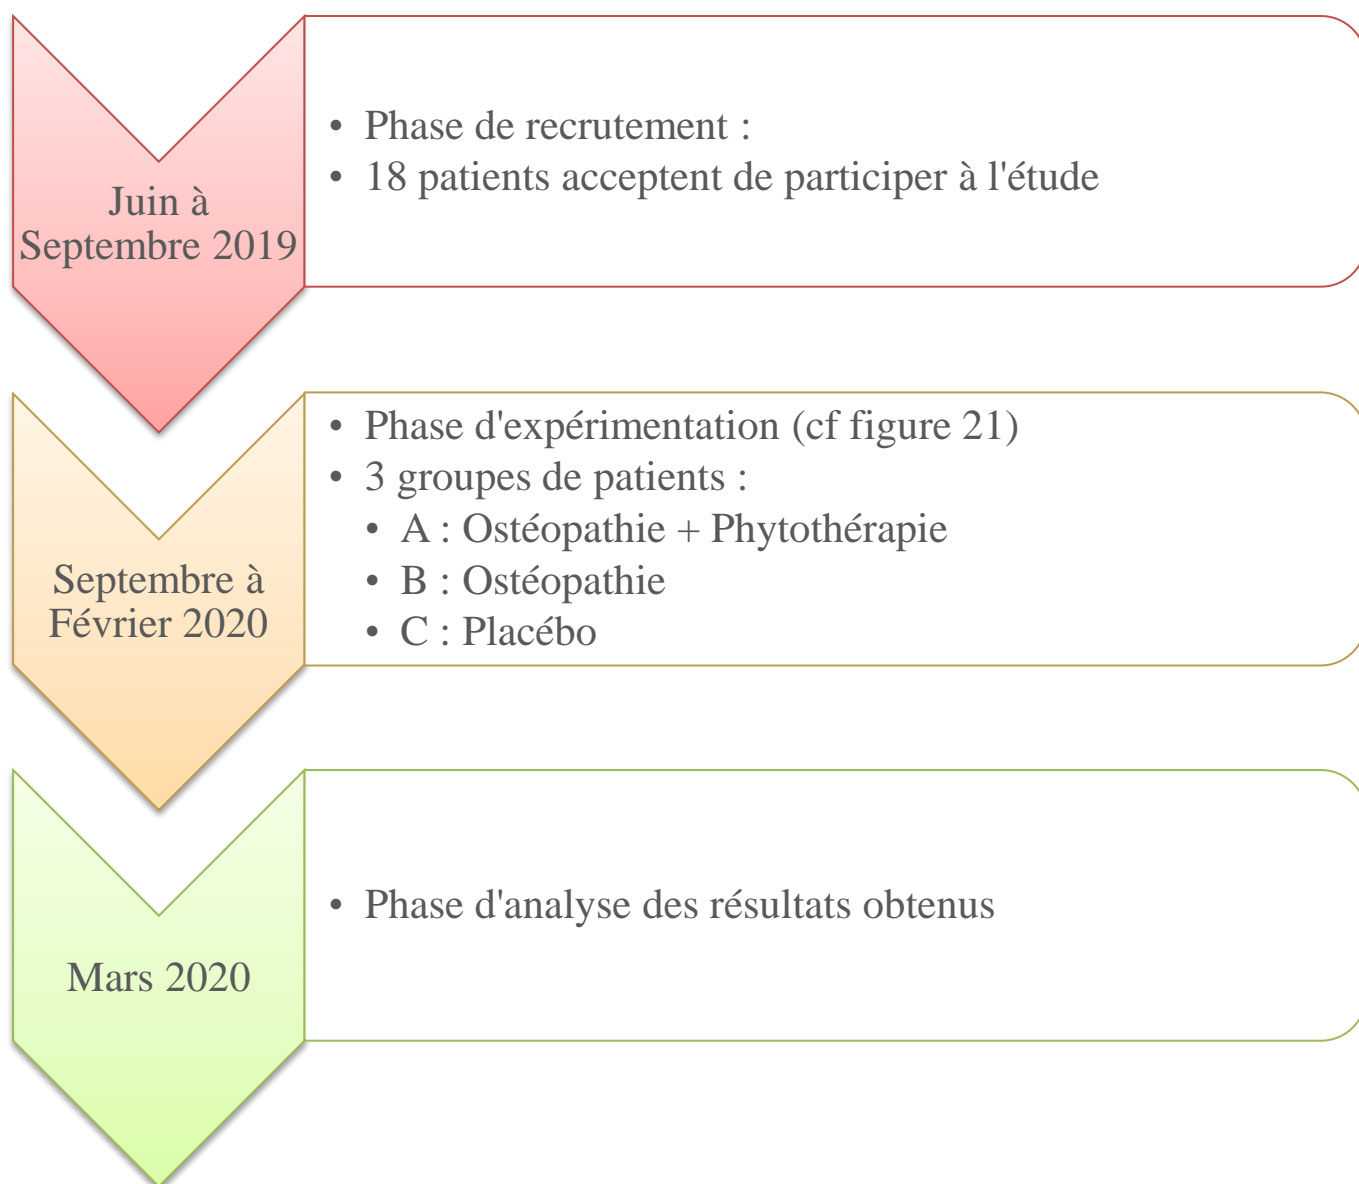 Juin à
Septembre 2019
• Phase de recrutement :
• 18 patients acceptent de participer à l'étude
Septembre à
Février 2020
• Phase d'expérimentation (cf figure 21)
• 3 groupes de patients :
• A : Ostéopathie + Phytothérapie
• B : Ostéopathie
• C : Placébo
Mars 2020
• Phase d'analyse des résultats obtenus